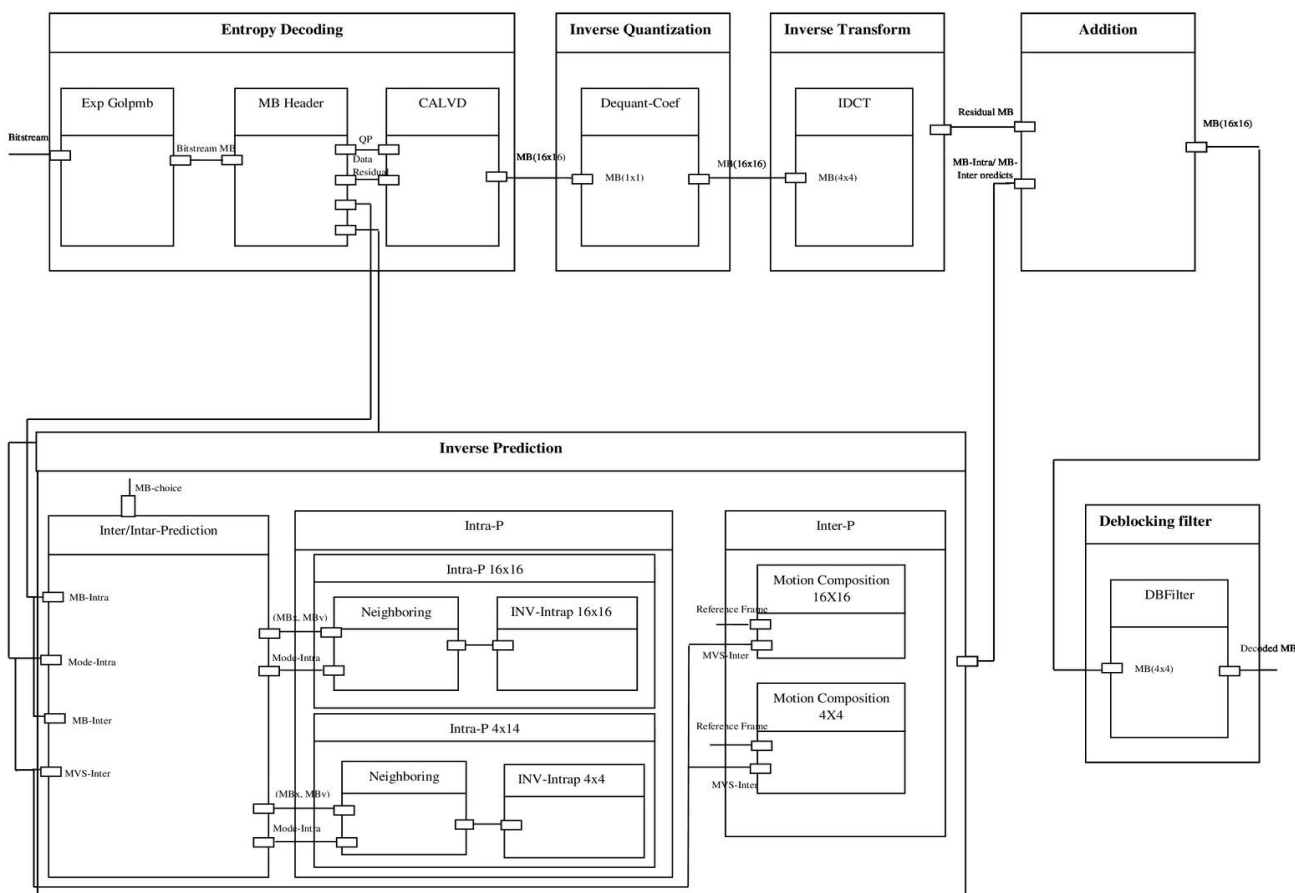 Entropy Decoding
Inverse Quantization
Inverse Transform
Addition
Exp Golpmb
MB Header
CALVD
Dequant-Coef
IDCT
Bitstream
Bitstream MB
QP
Data
Residual
MB(16x16)
MB(1x1)
MB(16x16)
MB(4x4)
Residual MB
MB-Intra/ MB-
Inter predicts
MB(16x16)
Inverse Prediction
MB-choice
Inter/Intar-Prediction
MB-Intra
Mode-Intra
MB-Inter
MVS-Inter
(MBx, MBy)
Mode-Intra
(MBx, MBy)
Mode-Intra
Intra-P
Intra-P 16x16
Neighboring
INV-Intrap 16x16
Intra-P 4x14
Neighboring
INV-Intrap 4x4
Inter-P
Motion Composition
16X16
Reference Frame
MVS-Inter
Motion Composition
4X4
Reference Frame
MVS-Inter
Deblocking filter
DBFilter
MB(4x4)
Decoded MB